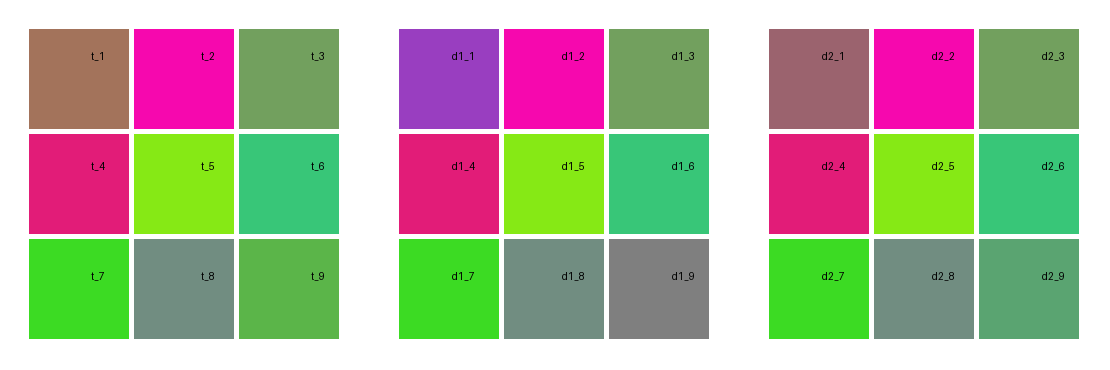 t_1 t_2 t_3 d1_1 d1_2 d1_3 d2_1 d2_2 d2_3
t_4 t_5 t_6 d1_4 d1_5 d1_6 d2_4 d2_5 d2_6
t_7 t_8 t_9 d1_7 d1_8 d1_9 d2_7 d2_8 d2_9